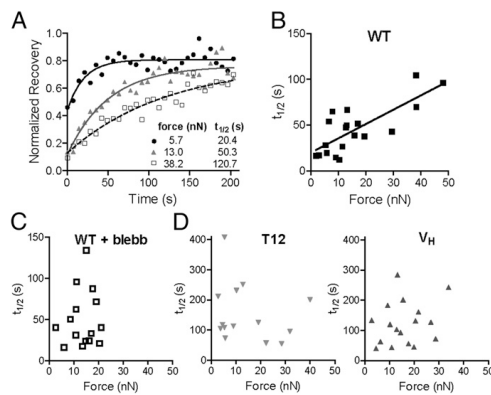 A
Normalized Recovery
1.0
0.8
0.6
0.4
0.2
0.0
0 50 100 150 200
Time (s)
force (nN) t1/2 (s)
5.7 20.4
13.0 50.3
38.2 120.7
B
WT
t1/2 (s)
150
100
50
0
0 10 20 30 40 50
Force (nN)
C
WT + blebb
t1/2 (s)
150
100
50
0
0 10 20 30 40 50
Force (nN)
D
T12
t1/2 (s)
400
300
200
100
0
0 10 20 30 40 50
Force (nN)
VH
t1/2 (s)
400
300
200
100
0
0 10 20 30 40 50
Force (nN)